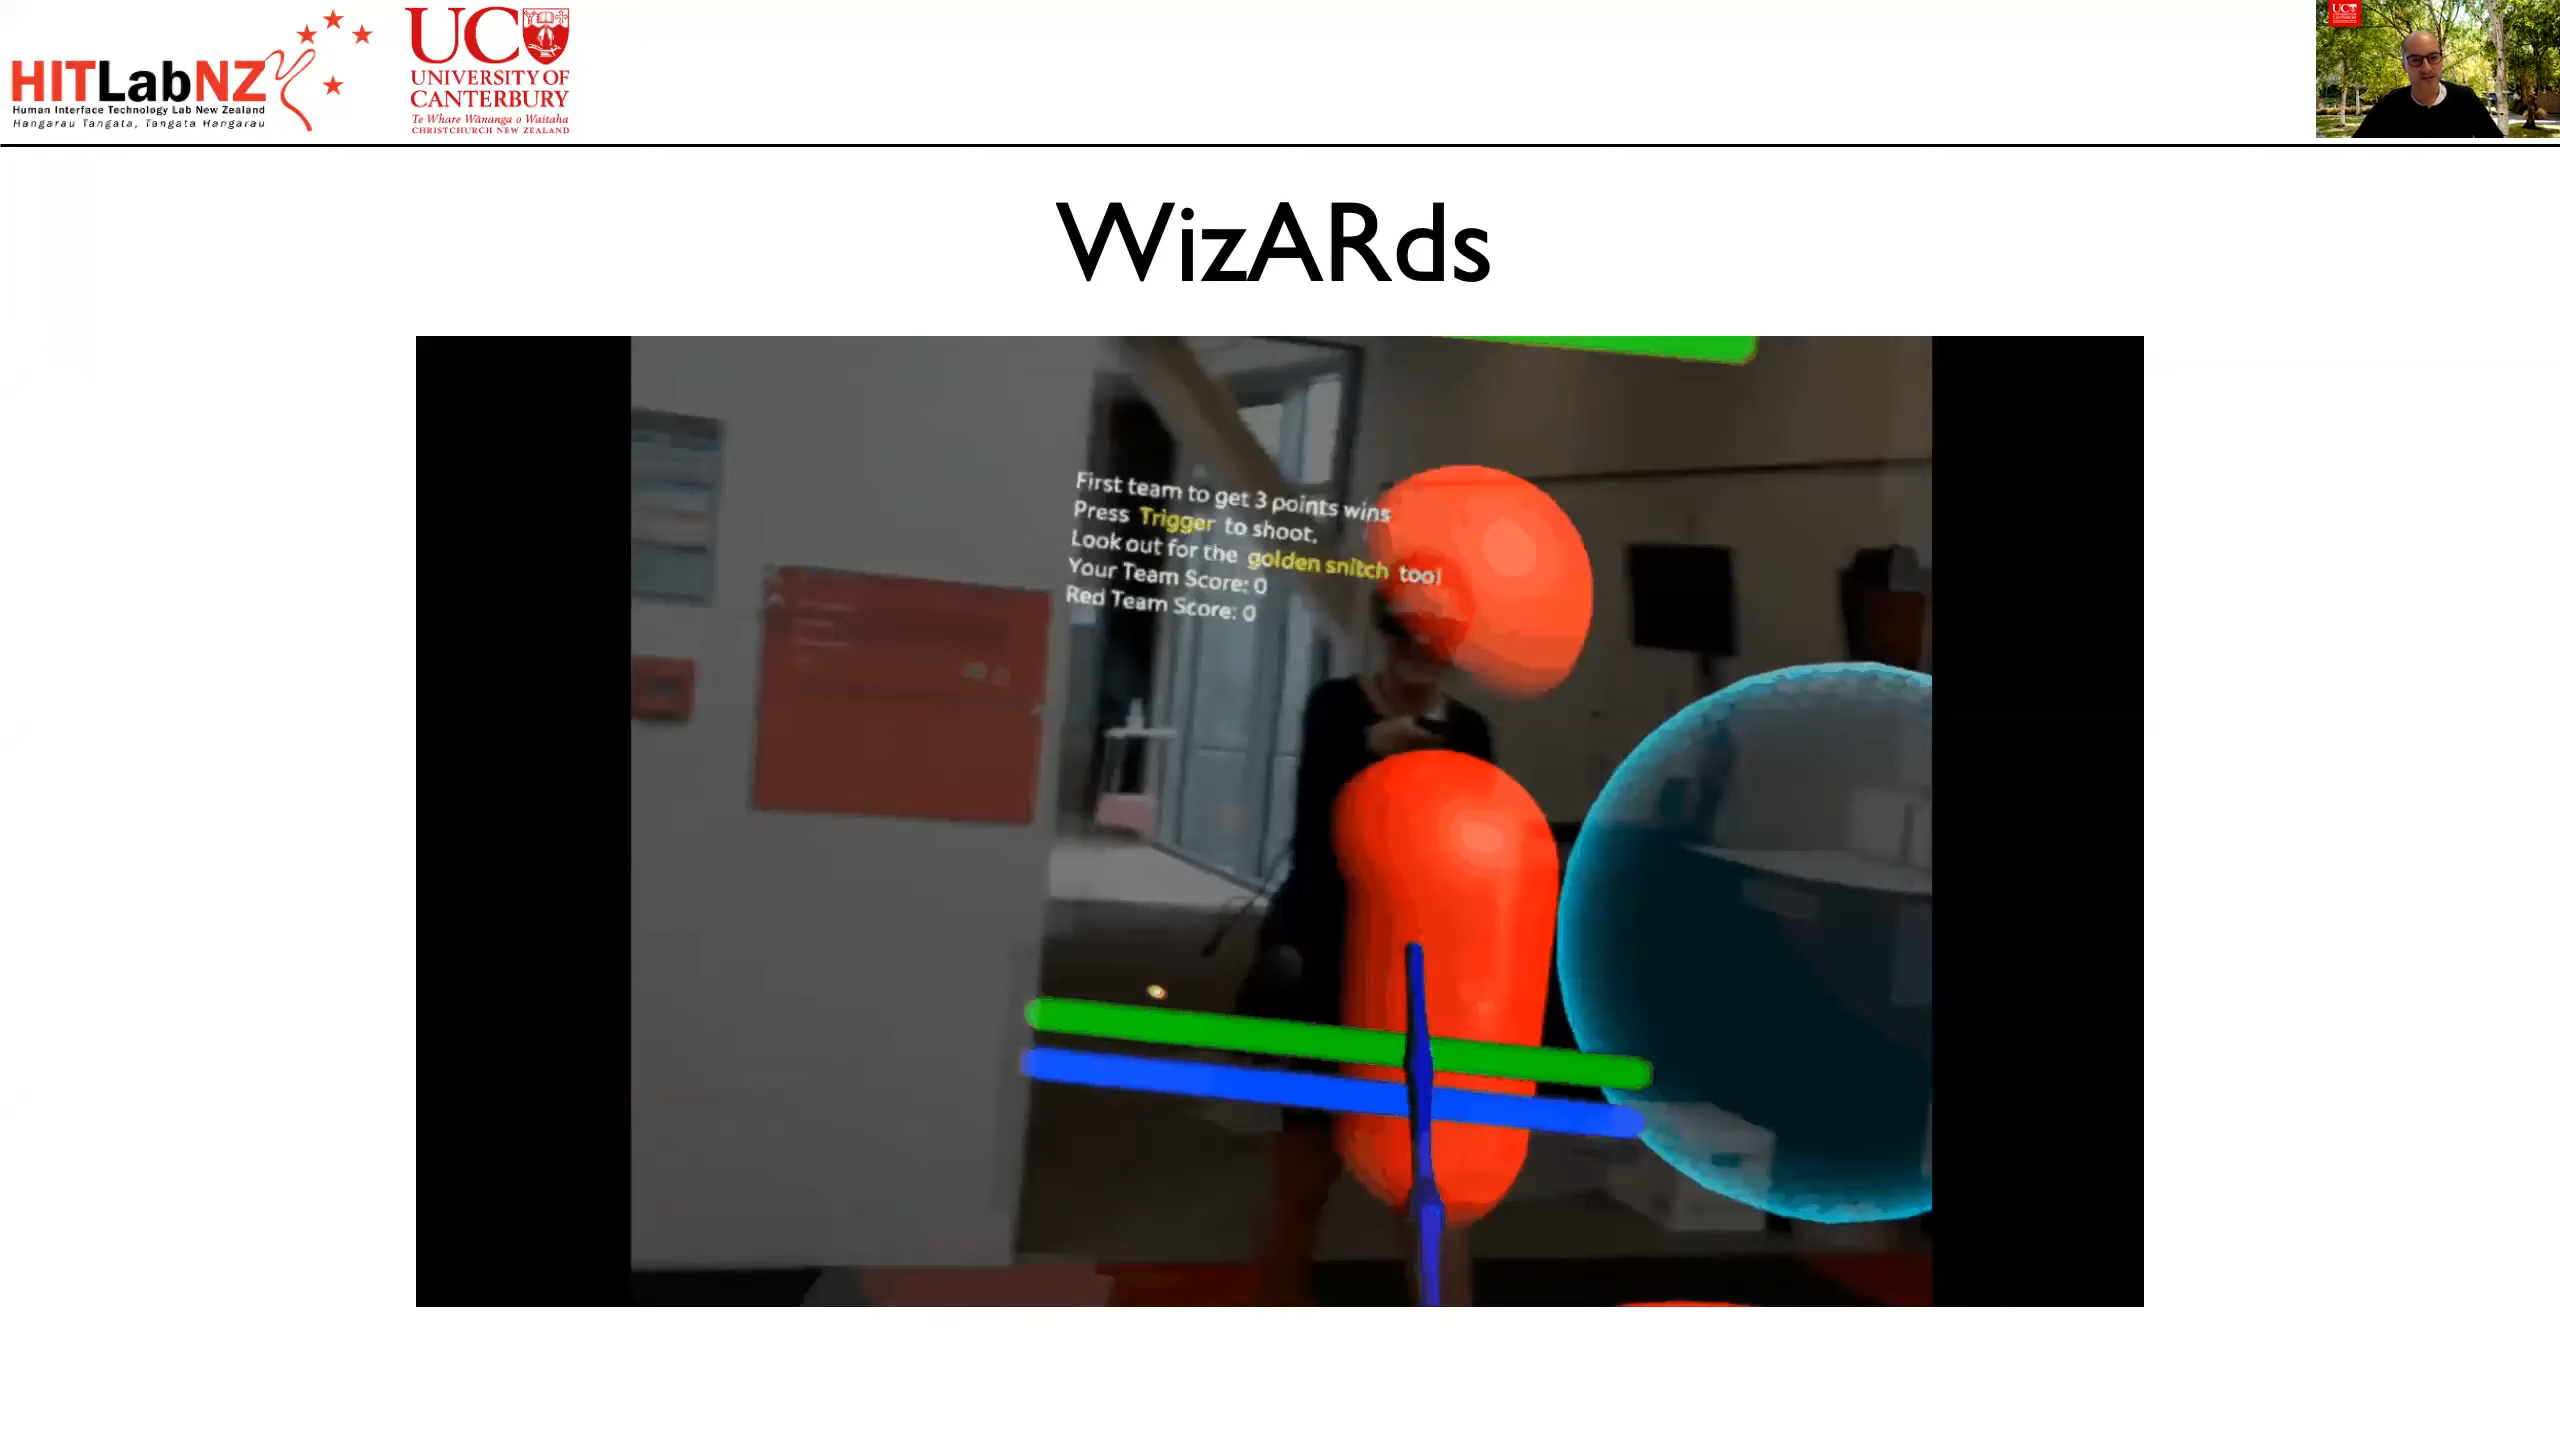 HITLabNZ
Human Interface Technology Lab New Zealand
Hangarau Tangata, Tangata Hangarau
UC
UNIVERSITY OF
CANTERBURY
Te Whare Wānanga o Waitaha
CHRISTCHURCH NEW ZEALAND
UC
WizARds
First team to get 3 points wins
Press Trigger to shoot.
Look out for the golden snitch too!
Your Team Score: 0
Red Team Score: 0